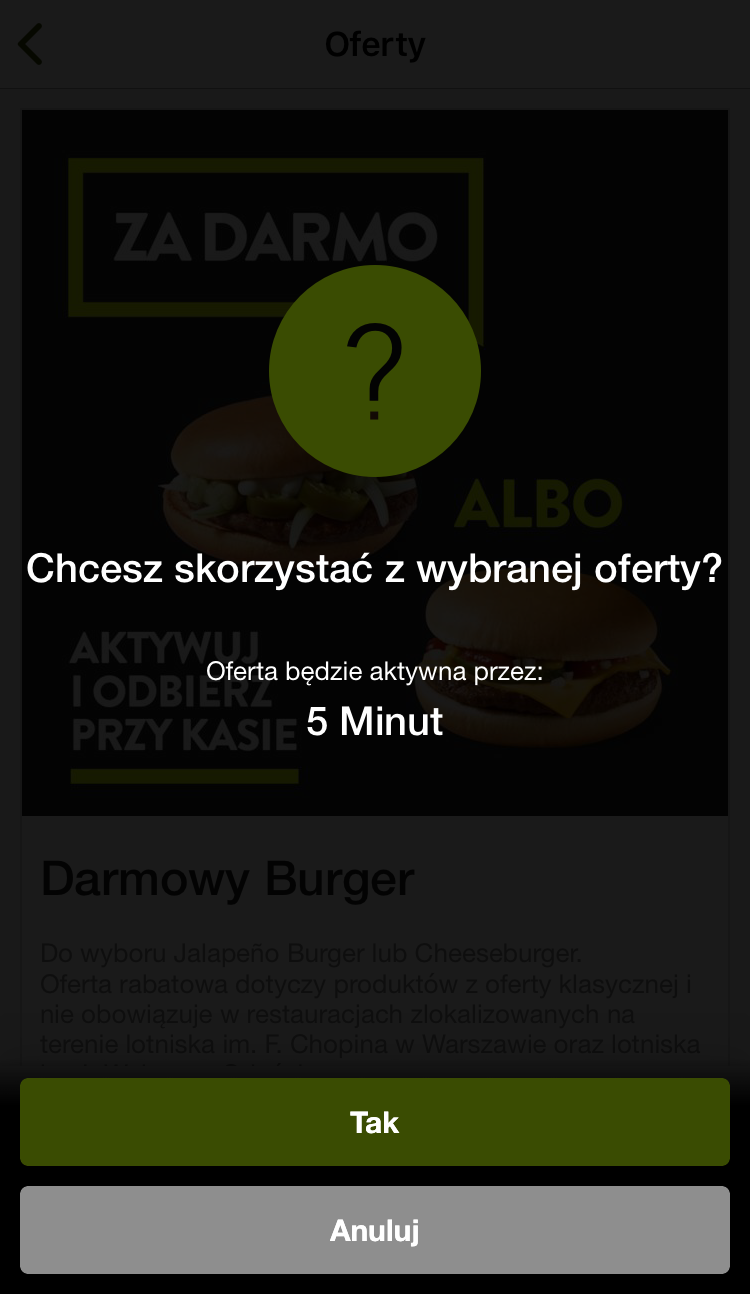 Oferty
ZA DARMO
?
ALBO
Chcesz skorzystać z wybranej oferty?
AKTYWUJ
I ODBIERZ
PRZY KASIE
Oferta będzie aktywna przez:
5 Minut
Darmowy Burger
Do wyboru Jalapeño Burger lub Cheeseburger.
Oferta rabatowa dotyczy produktów z oferty klasycznej i
nie obowiązuje w restauracjach zlokalizowanych na
terenie lotniska im. F. Chopina w Warszawie oraz lotniska
Tak
Anuluj